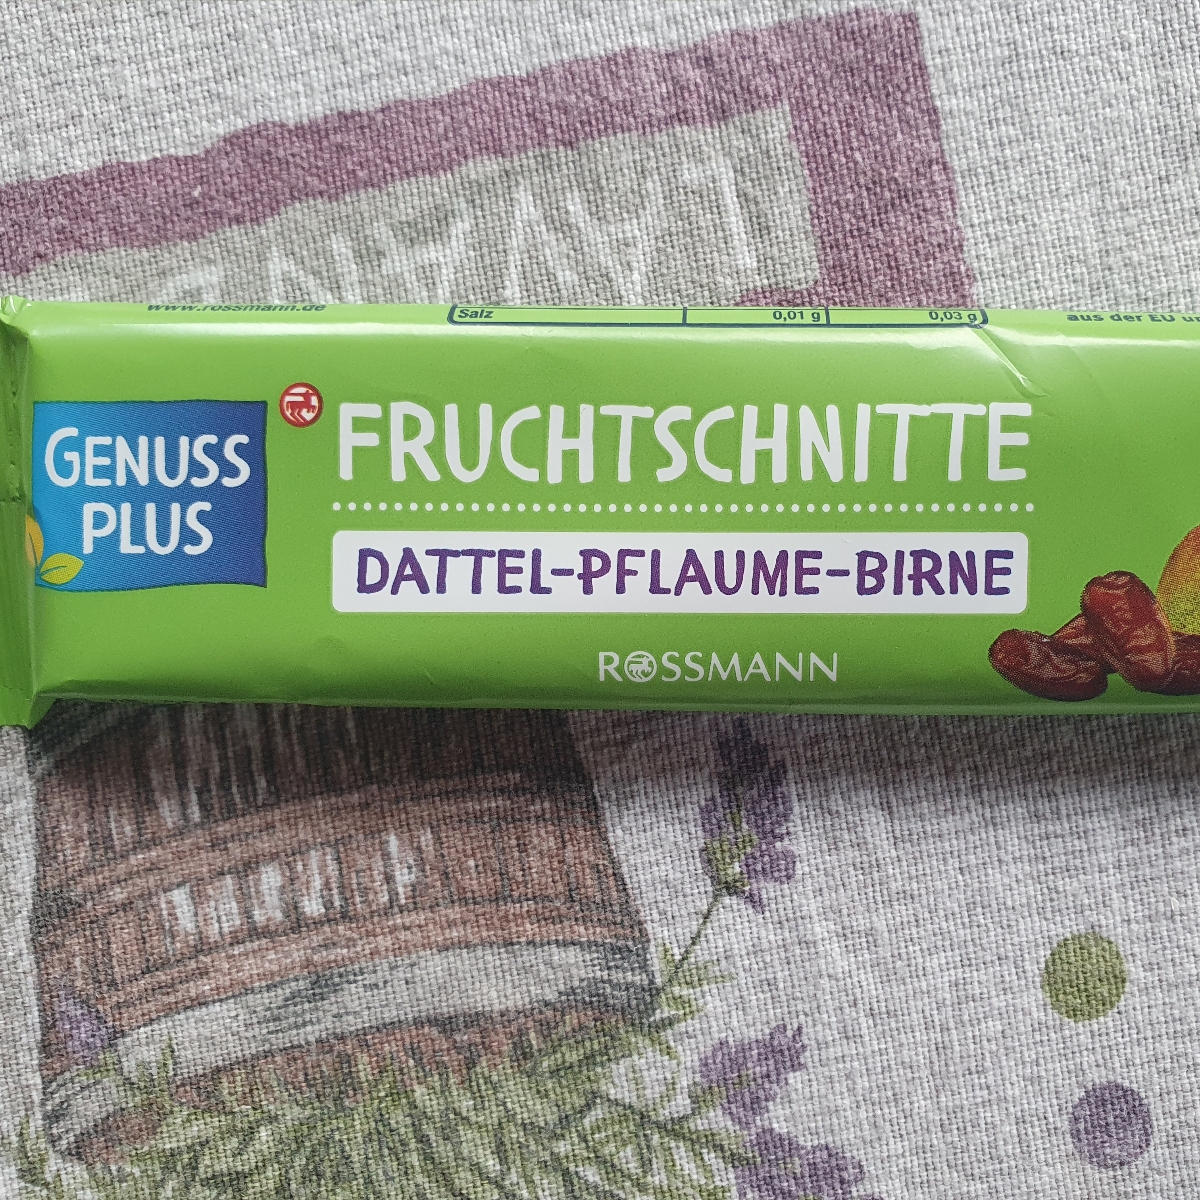 www.rossmann.de
Salz 0,01 g 0,03 g
aus der EU
GENUSS
PLUS
FRUCHTSCHNITTE
DATTEL-PFLAUME-BIRNE
ROSSMANN